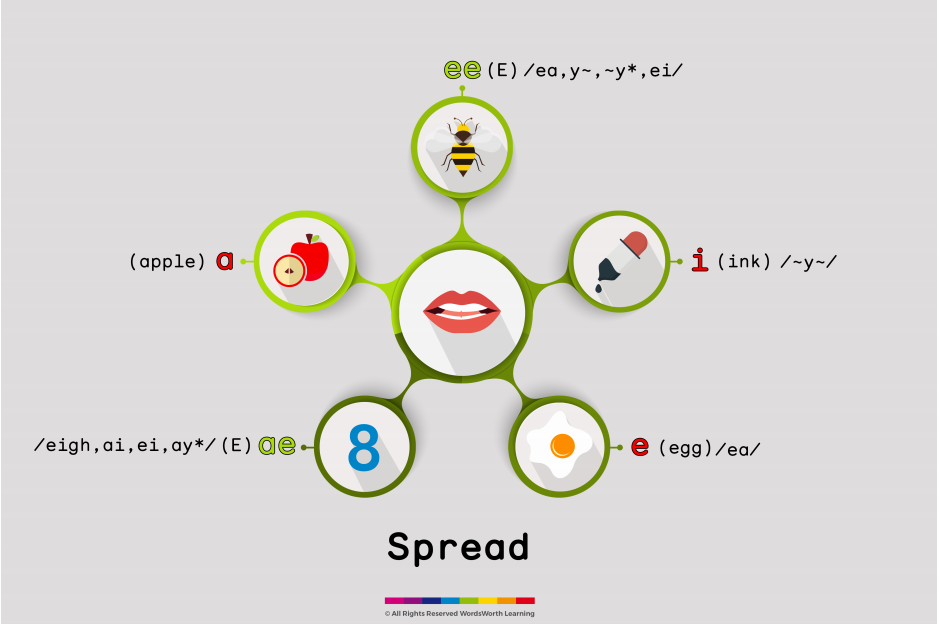 ee (E) /ea,y~,~y*,ei/
(apple) a
i (ink) /~y~/
/eigh,ai,ei,ay*/ (E) ae
8
e (egg) /ea/
Spread
© All Rights Reserved WordsWorth Learning